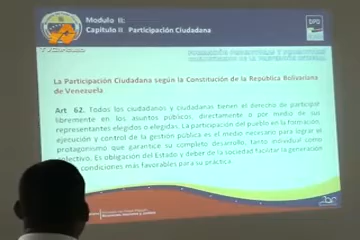 Modulo II:
Capitulo II Participación Ciudadana
DPG
La Participación Ciudadana según la Constitución de la República Bolivariana
de Venezuela.
Art 62. Todos los ciudadanos y ciudadanas tienen el derecho de participar
libremente en los asuntos públicos, directamente o por medio de sus
representantes elegidos o elegidas. La participación del pueblo en la formación,
ejecución y control de la gestión pública es el medio necesario para lograr el
protagonismo que garantice su completo desarrollo, tanto individual como
colectivo. Es obligación del Estado y deber de la sociedad facilitar la generación
condiciones más favorables para su práctica.